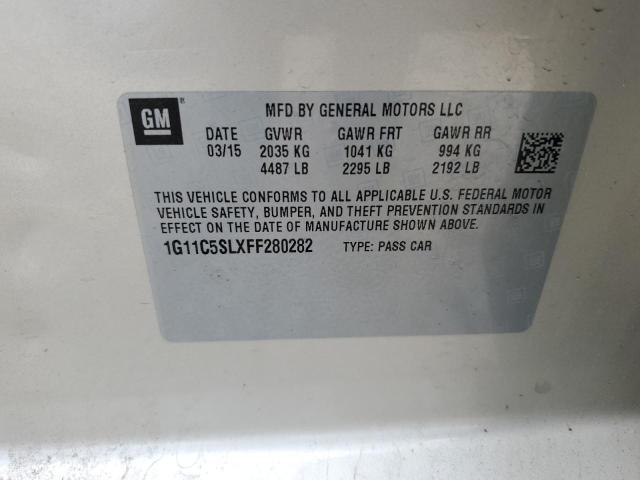 GM ®
MFD BY GENERAL MOTORS LLC
DATE GVWR GAWR FRT GAWR RR
03/15 2035 KG 1041 KG 994 KG
4487 LB 2295 LB 2192 LB
THIS VEHICLE CONFORMS TO ALL APPLICABLE U.S. FEDERAL MOTOR
VEHICLE SAFETY, BUMPER, AND THEFT PREVENTION STANDARDS IN
EFFECT ON THE DATE OF MANUFACTURE SHOWN ABOVE.
1G11C5SLXFF280282 TYPE: PASS CAR